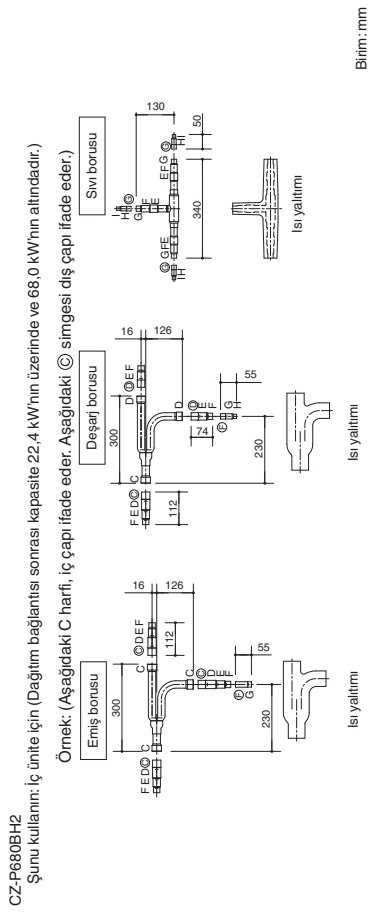 CZ-P680BH2
Şunu kullanın: İç ünite için (Dağıtım bağlantısı sonrası kapasite 22,4 kW'nın üzerinde ve 68,0 kW'nın altındadır.)
Örnek: (Aşağıdaki C harfi, iç çapı ifade eder. Aşağıdaki Ⓒ simgesi dış çapı ifade eder.)
Emiş borusu
300
16
126
C
C
C
F E D Ⓒ
Ⓒ D E F
112
Ⓒ D E F
Ⓕ
G
55
230
Isı yalıtımı
Deşarj borusu
300
16
126
C
D
D
F E D Ⓒ
Ⓓ E F
112
Ⓓ E F
74
Ⓕ
G H
55
230
Isı yalıtımı
Sıvı borusu
130
I
H Ⓖ
G F E
G F E
E F G
Ⓖ
I H
Ⓖ
H I
50
340
Isı yalıtımı
Birim: mm